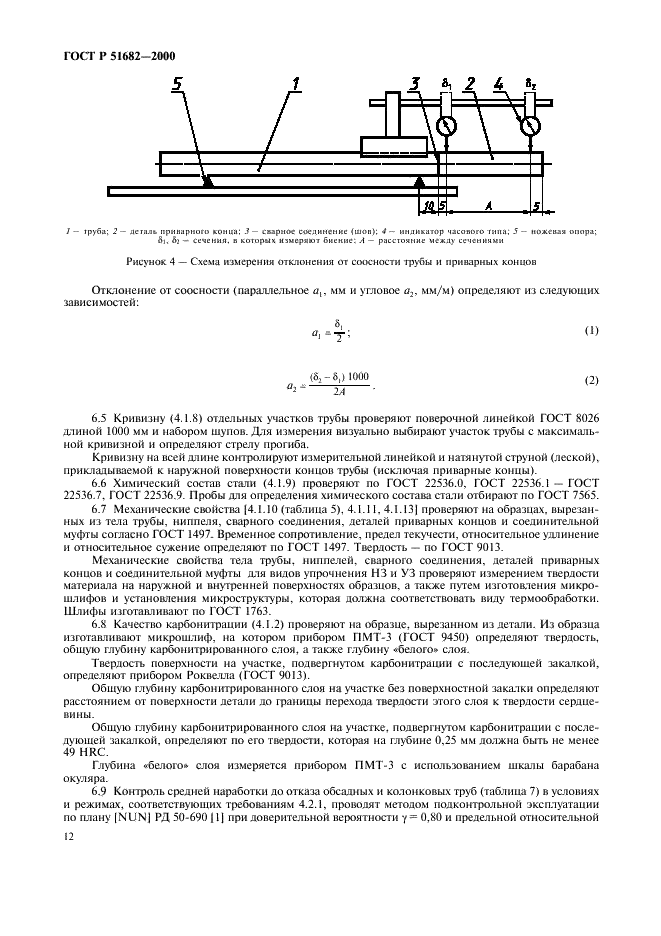 ГОСТ Р 51682—2000
5 1 3 δ₁ 2 4 δ₂
10 5 A 5
1 — труба; 2 — деталь приварного конца; 3 — сварное соединение (шов); 4 — индикатор часового типа; 5 — ножевая опора;
δ₁, δ₂ — сечения, в которых измеряют биение; А — расстояние между сечениями
Рисунок 4 — Схема измерения отклонения от соосности трубы и приварных концов
Отклонение от соосности (параллельное a₁, мм и угловое a₂, мм/м) определяют из следующих
зависимостей:
a₁ = δ₁/2 ; (1)
a₂ = (δ₂ – δ₁) 1000/2A . (2)
6.5 Кривизну (4.1.8) отдельных участков трубы проверяют поверочной линейкой ГОСТ 8026
длиной 1000 мм и набором щупов. Для измерения визуально выбирают участок трубы с максималь-
ной кривизной и определяют стрелу прогиба.
Кривизну на всей длине контролируют измерительной линейкой и натянутой струной (леской),
прикладываемой к наружной поверхности концов трубы (исключая приварные концы).
6.6 Химический состав стали (4.1.9) проверяют по ГОСТ 22536.0, ГОСТ 22536.1 — ГОСТ
22536.7, ГОСТ 22536.9. Пробы для определения химического состава стали отбирают по ГОСТ 7565.
6.7 Механические свойства [4.1.10 (таблица 5), 4.1.11, 4.1.13] проверяют на образцах, вырезан-
ных из тела трубы, ниппеля, сварного соединения, деталей приварных концов и соединительной
муфты согласно ГОСТ 1497. Временное сопротивление, предел текучести, относительное удлинение
и относительное сужение определяют по ГОСТ 1497. Твердость — по ГОСТ 9013.
Механические свойства тела трубы, ниппелей, сварного соединения, деталей приварных
концов и соединительной муфты для видов упрочнения НЗ и УЗ проверяют измерением твердости
материала на наружной и внутренней поверхностях образцов, а также путем изготовления микро-
шлифов и установления микроструктуры, которая должна соответствовать виду термообработки.
Шлифы изготавливают по ГОСТ 1763.
6.8 Качество карбонитрации (4.1.2) проверяют на образце, вырезанном из детали. Из образца
изготавливают микрошлиф, на котором прибором ПМТ-3 (ГОСТ 9450) определяют твердость,
общую глубину карбонитрированного слоя, а также глубину «белого» слоя.
Твердость поверхности на участке, подвергнутом карбонитрации с последующей закалкой,
определяют прибором Роквелла (ГОСТ 9013).
Общую глубину карбонитрированного слоя на участке без поверхностной закалки определяют
расстоянием от поверхности детали до границы перехода твердости этого слоя к твердости сердце-
вины.
Общую глубину карбонитрированного слоя на участке, подвергнутом карбонитрации с после-
дующей закалкой, определяют по его твердости, которая на глубине 0,25 мм должна быть не менее
49 HRC.
Глубина «белого» слоя измеряется прибором ПМТ-3 с использованием шкалы барабана
окуляра.
6.9 Контроль средней наработки до отказа обсадных и колонковых труб (таблица 7) в условиях
и режимах, соответствующих требованиям 4.2.1, проводят методом подконтрольной эксплуатации
по плану [NUN] РД 50-690 [1] при доверительной вероятности γ = 0,80 и предельной относительной
12